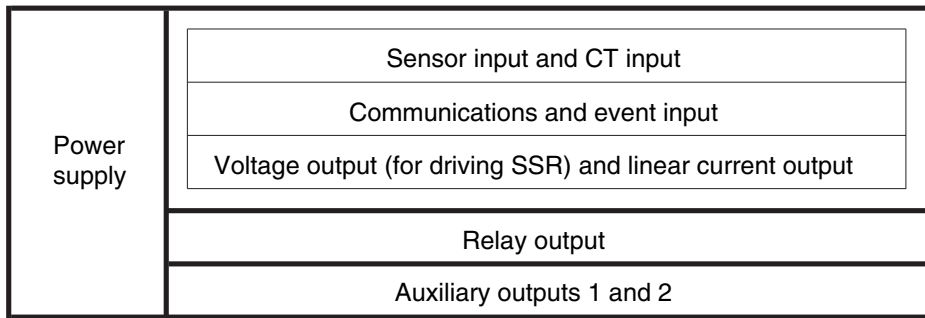 Power
supply
Sensor input and CT input
Communications and event input
Voltage output (for driving SSR) and linear current output
Relay output
Auxiliary outputs 1 and 2